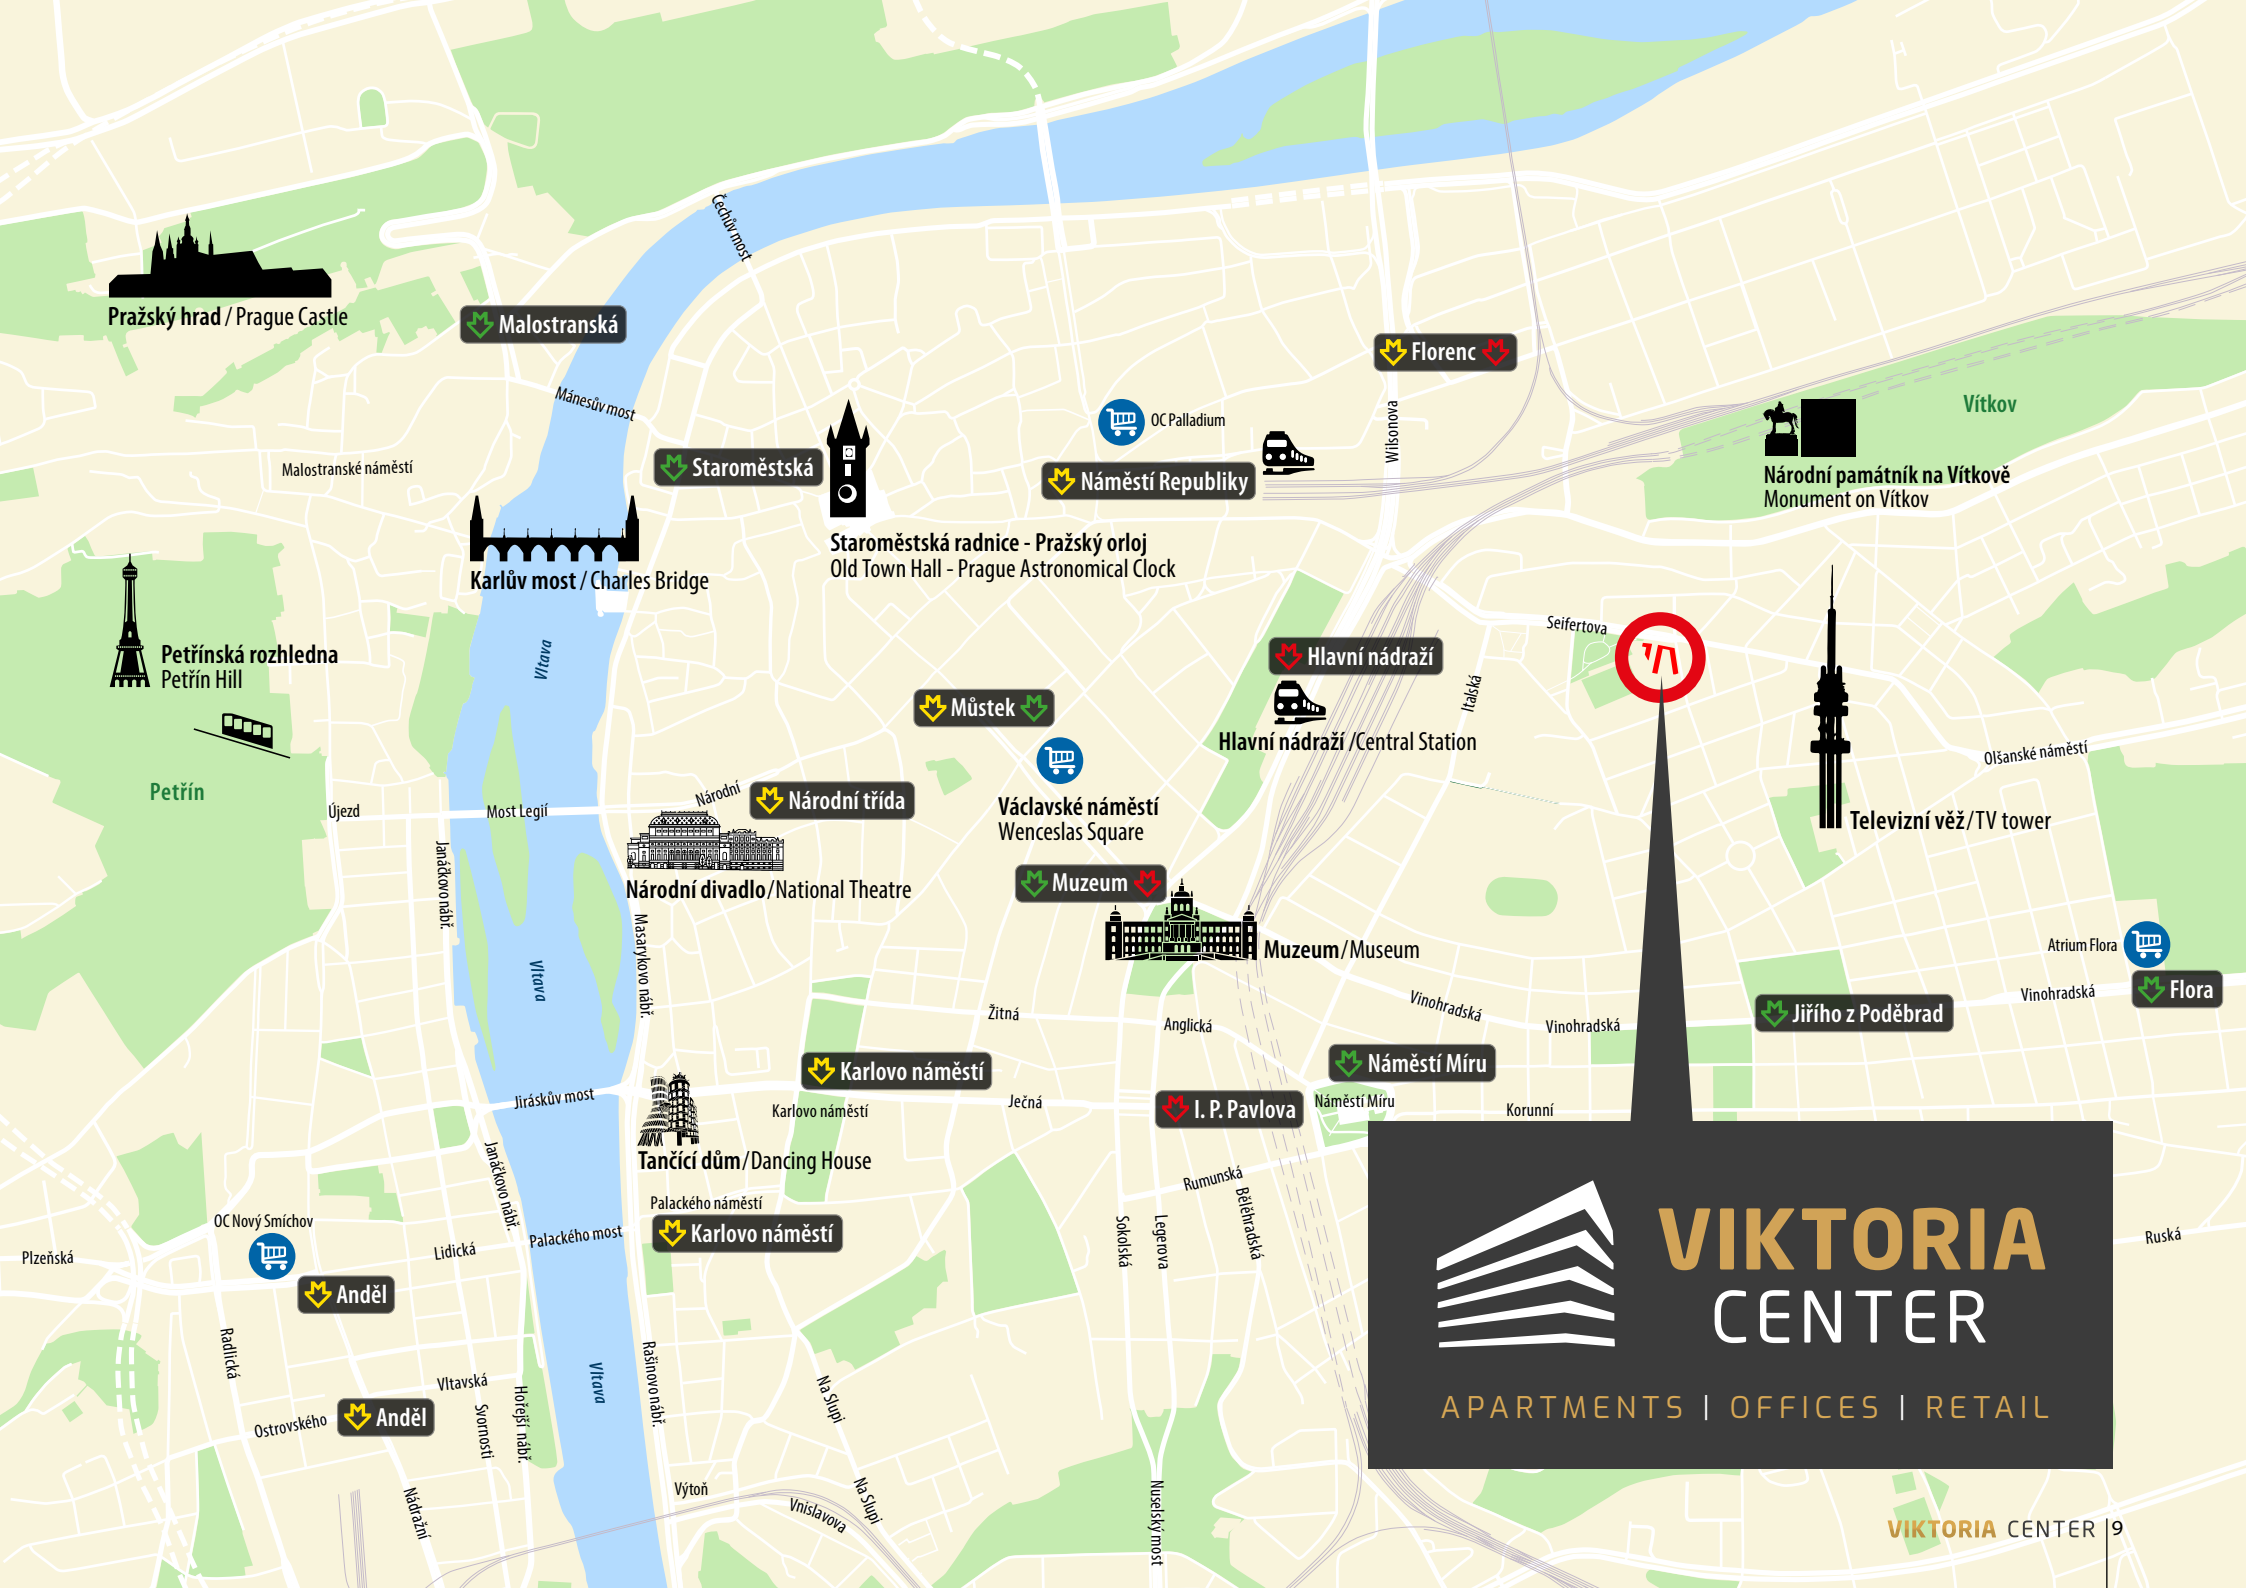 Čechův most
Pražský hrad / Prague Castle
Malostranská
Florenc
Mánesův most
OC Palladium
Wilsonova
Vítkov
Malostranské náměstí
Staroměstská
Náměstí Republiky
Národní památník na Vítkově
Monument on Vítkov
Staroměstská radnice - Pražský orloj
Old Town Hall - Prague Astronomical Clock
Karlův most / Charles Bridge
Seifertova
Petřínská rozhledna
Petřín Hill
Vltava
Hlavní nádraží
Italská
Můstek
Hlavní nádraží /Central Station
Olšanské náměstí
Petřín
Újezd
Most Legií
Národní
Národní třída
Václavské náměstí
Wenceslas Square
Televizní věž/TV tower
Janáčkovo nábř.
Národní divadlo/National Theatre
Muzeum
Masarykovo nábř.
Muzeum/Museum
Atrium Flora
Flora
Vltava
Vinohradská
Vinohradská
Vinohradská
Jiřího z Poděbrad
Žitná
Anglická
Karlovo náměstí
Náměstí Míru
Jiráskův most
Karlovo náměstí
Ječná
I. P. Pavlova
Náměstí Míru
Korunní
Tančící dům/Dancing House
Janáčkovo nábř.
Rumunská
Palackého náměstí
OC Nový Smíchov
Palackého most
Karlovo náměstí
Sokolská
Legerova
Bělěhradská
VIKTORIA
CENTER
APARTMENTS | OFFICES | RETAIL
Ruská
Plzeňská
Lidická
Anděl
Radlická
Vltava
Rašínovo nábř.
Vltavská
Na Slupi
Ostrovského
Anděl
Svornosti
Hořejší nábř.
Nádražní
Výtoň
Vnislavova
Na Slupi
Nuselský most
VIKTORIA CENTER | 9